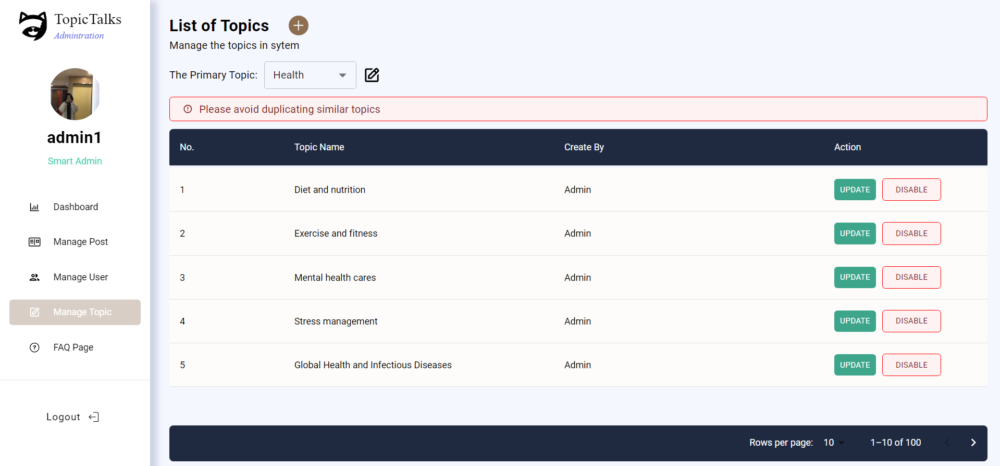 TopicTalks
Admintration
admin1
Smart Admin
Dashboard
Manage Post
Manage User
Manage Topic
FAQ Page
Logout
List of Topics
Manage the topics in sytem
The Primary Topic: Health
Please avoid duplicating similar topics
No. Topic Name Create By Action
1 Diet and nutrition Admin UPDATE DISABLE
2 Exercise and fitness Admin UPDATE DISABLE
3 Mental health cares Admin UPDATE DISABLE
4 Stress management Admin UPDATE DISABLE
5 Global Health and Infectious Diseases Admin UPDATE DISABLE
Rows per page: 10 1–10 of 100